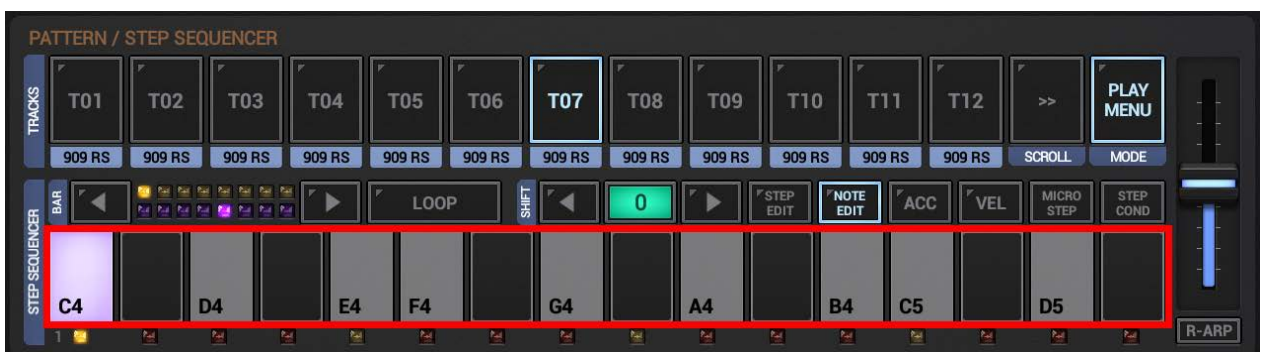 PATTERN / STEP SEQUENCER
TRACKS
T01 T02 T03 T04 T05 T06 T07 T08 T09 T10 T11 T12 >> PLAY MENU
909 RS 909 RS 909 RS 909 RS 909 RS 909 RS 909 RS 909 RS 909 RS 909 RS 909 RS 909 RS SCROLL MODE
STEP SEQUENCER
BAR LOOP SHIFT 0 STEP EDIT NOTE EDIT ACC VEL MICRO STEP STEP COND
C4 D4 E4 F4 G4 A4 B4 C5 D5
1 R-ARP